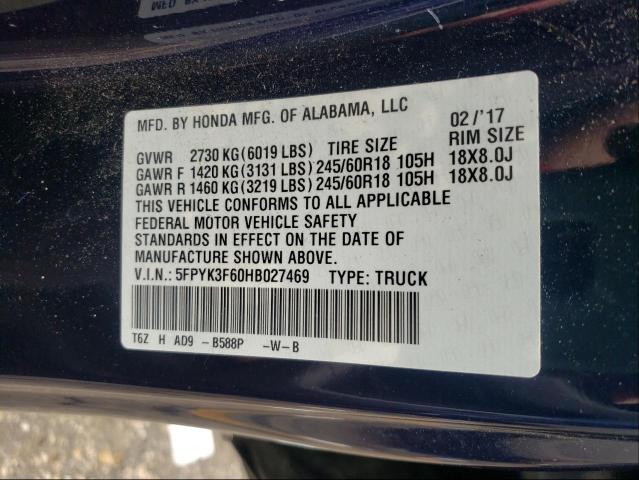 MFD. BY HONDA MFG. OF ALABAMA, LLC 02/'17
GVWR 2730 KG(6019 LBS) TIRE SIZE RIM SIZE
GAWR F 1420 KG(3131 LBS) 245/60R18 105H 18X8.0J
GAWR R 1460 KG(3219 LBS) 245/60R18 105H 18X8.0J
THIS VEHICLE CONFORMS TO ALL APPLICABLE
FEDERAL MOTOR VEHICLE SAFETY
STANDARDS IN EFFECT ON THE DATE OF
MANUFACTURE SHOWN ABOVE.
V.I.N.: 5FPYK3F60HB027469 TYPE: TRUCK
T6Z H AD9 -B588P -W-B